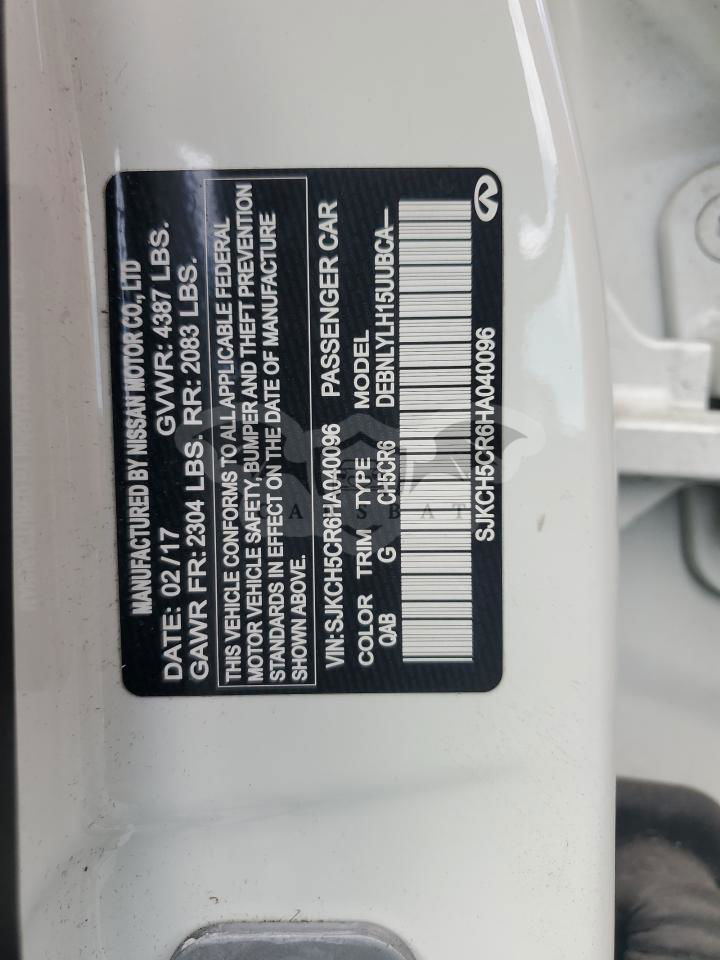 MANUFACTURED BY NISSAN MOTOR CO., LTD
DATE: 02/17 GVWR: 4387 LBS.
GAWR FR: 2304 LBS. RR: 2083 LBS.
THIS VEHICLE CONFORMS TO ALL APPLICABLE FEDERAL
MOTOR VEHICLE SAFETY, BUMPER AND THEFT PREVENTION
STANDARDS IN EFFECT ON THE DATE OF MANUFACTURE
SHOWN ABOVE.
VIN: SJKCH5CR6HA040096 PASSENGER CAR
COLOR TRIM TYPE MODEL
QAB G CH5CR6 DEBNLYLH15UUBCA—
SJKCH5CR6HA040096
CARSBAT